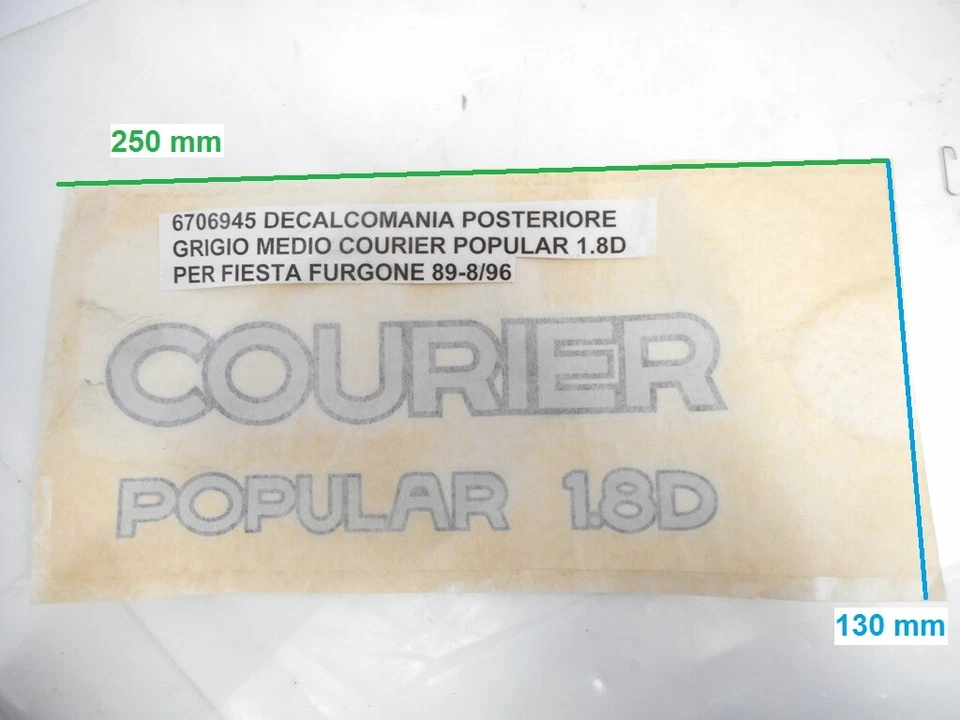 250 mm
6706945 DECALCOMANIA POSTERIORE
GRIGIO MEDIO COURIER POPULAR 1.8D
PER FIESTA FURGONE 89-8/96
COURIER
POPULAR 1.8D
130 mm